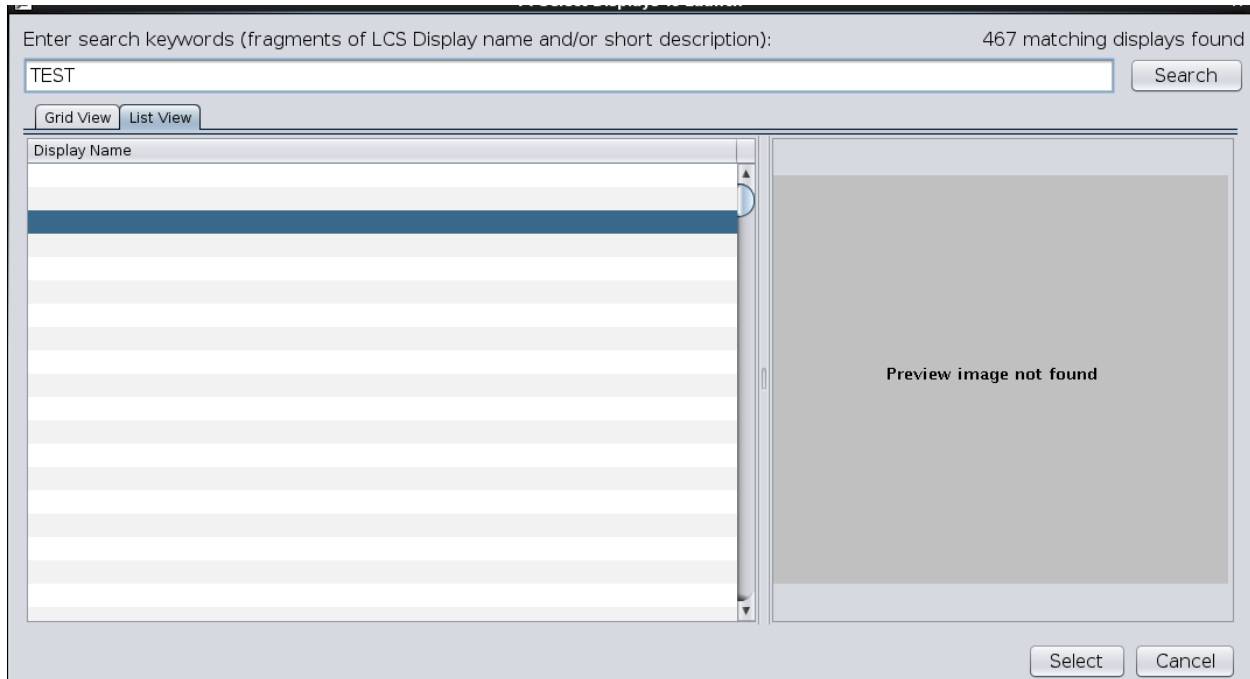 Enter search keywords (fragments of LCS Display name and/or short description): 467 matching displays found
TEST Search
Grid View List View
Display Name
Preview image not found
Select Cancel